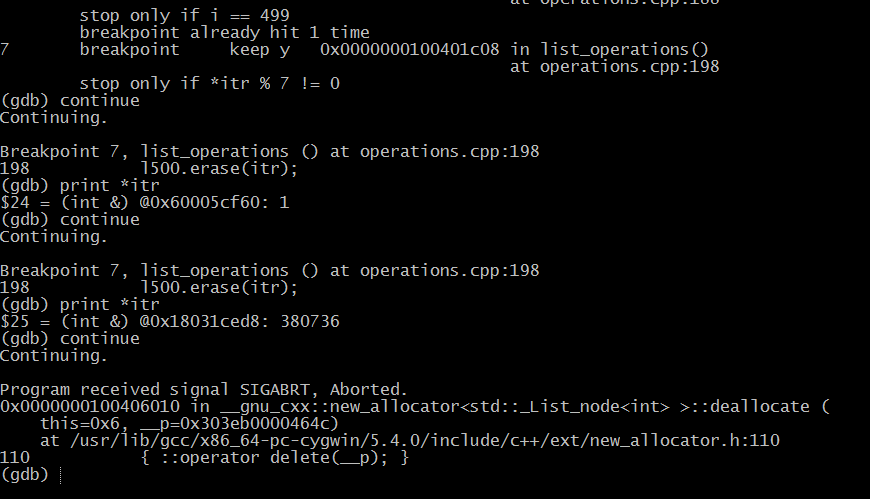 at operations.cpp:188
stop only if i == 499
breakpoint already hit 1 time
7       breakpoint     keep y   0x0000000100401c08 in list_operations()
at operations.cpp:198
stop only if *itr % 7 != 0
(gdb) continue
Continuing.
Breakpoint 7, list_operations () at operations.cpp:198
198           l500.erase(itr);
(gdb) print *itr
$24 = (int &) @0x60005cf60: 1
(gdb) continue
Continuing.
Breakpoint 7, list_operations () at operations.cpp:198
198           l500.erase(itr);
(gdb) print *itr
$25 = (int &) @0x18031ced8: 380736
(gdb) continue
Continuing.
Program received signal SIGABRT, Aborted.
0x0000000100406010 in __gnu_cxx::new_allocator<std::_List_node<int> >::deallocate (
this=0x6, __p=0x303eb0000464c)
at /usr/lib/gcc/x86_64-pc-cygwin/5.4.0/include/c++/ext/new_allocator.h:110
110           { ::operator delete(__p); }
(gdb)